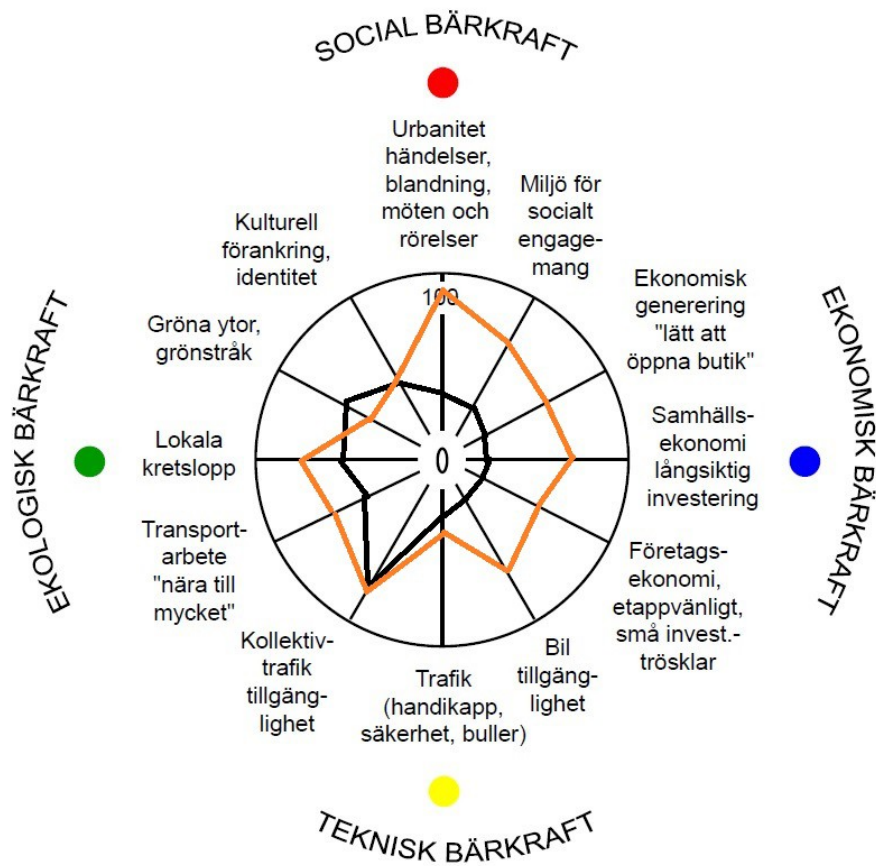 SOCIAL BÄRKRAFT
Urbanitet
händelser,
blandning,
möten och
rörelser
Miljö för
socialt
engage-
mang
Ekonomisk
generering
"lätt att
öppna butik"
EKONOMISK BÄRKRAFT
Samhälls-
ekonomi
långsiktig
investering
Företags-
ekonomi,
etappvänligt,
små invest.-
trösklar
Bil
tillgäng-
lighet
Trafik
(handikapp,
säkerhet, buller)
TEKNISK BÄRKRAFT
Kollektiv-
trafik
tillgäng-
lighet
Transport-
arbete
"nära till
mycket"
Lokala
kretslopp
EKOLOGISK BÄRKRAFT
Gröna ytor,
grönstråk
Kulturell
förankring,
identitet
100
0